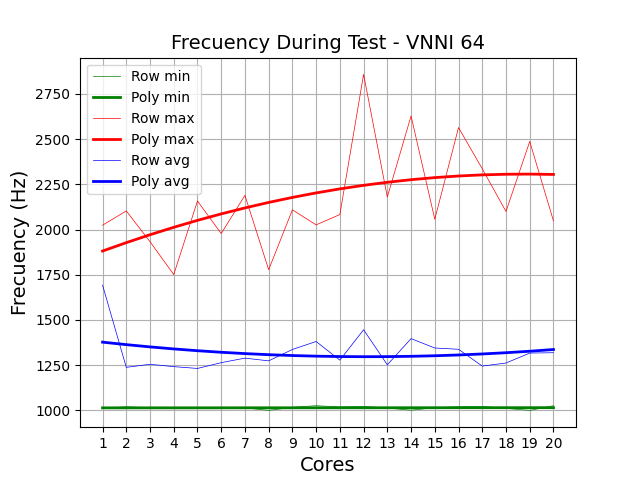 Frecuency During Test - VNNI 64
Row min
Poly min
Row max
Poly max
Row avg
Poly avg
2750
2500
2250
2000
1750
1500
1250
1000
Frecuency (Hz)
1 2 3 4 5 6 7 8 9 10 11 12 13 14 15 16 17 18 19 20
Cores